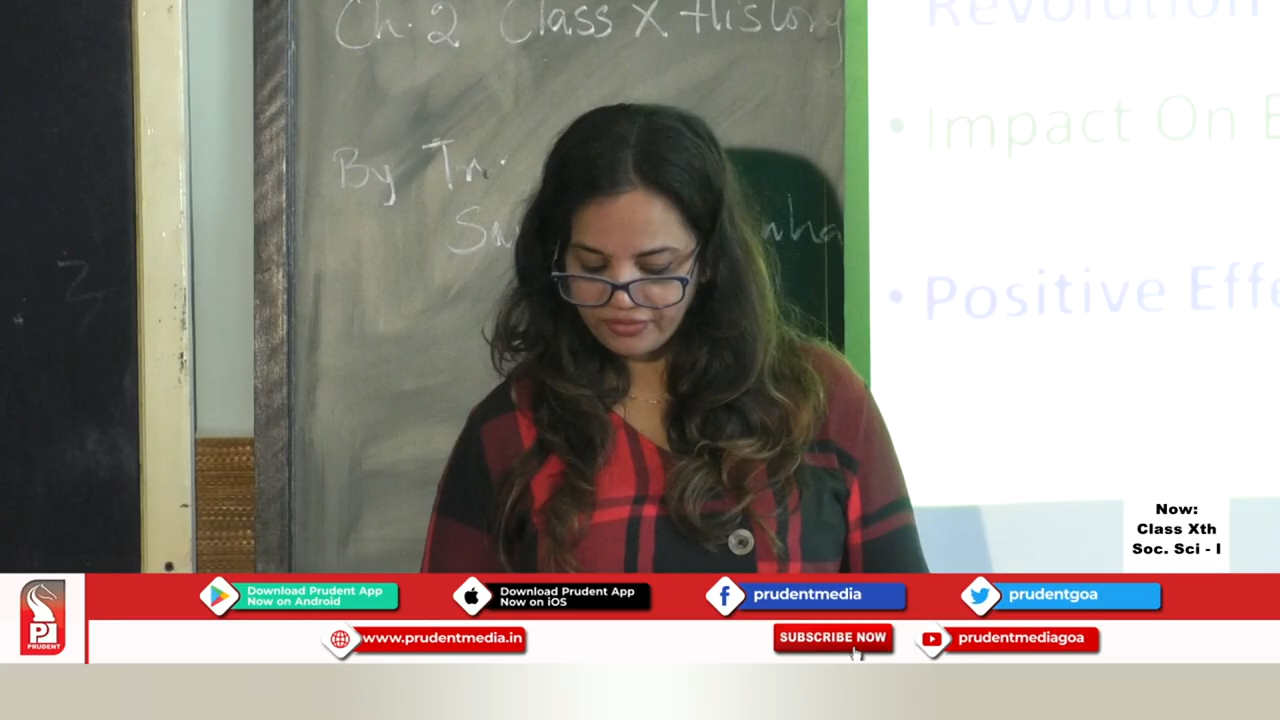 Ch. 2 Class X History
By Tr.
Revolution
• Impact On E
• Positive Effe
Now:
Class Xth
Soc. Sci - I
PRUDENT
Download Prudent App
Now on Android
Download Prudent App
Now on iOS
prudentmedia
prudentgoa
www.prudentmedia.in
SUBSCRIBE NOW
prudentmediagoa